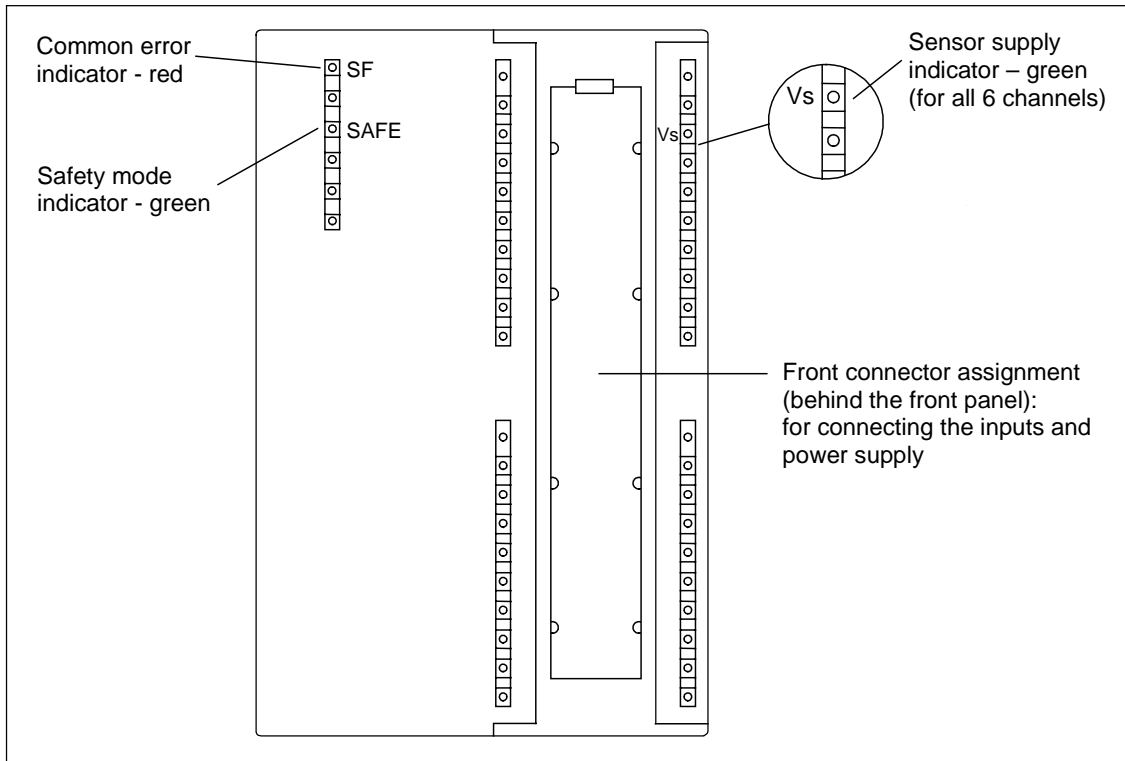 Common error
indicator - red
SF
SAFE
Safety mode
indicator - green
Vs
Vs
Sensor supply
indicator – green
(for all 6 channels)
Front connector assignment
(behind the front panel):
for connecting the inputs and
power supply